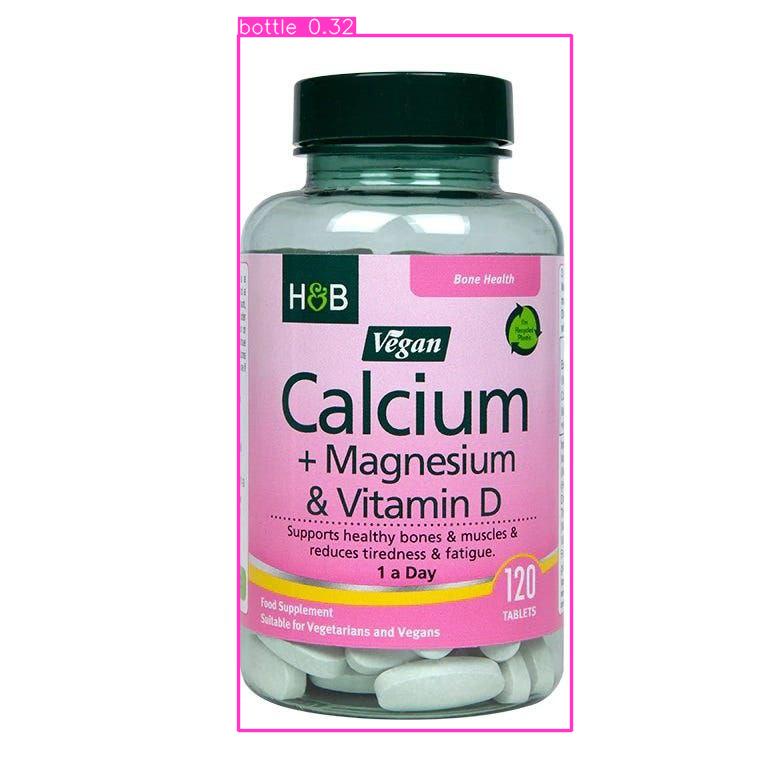 bottle 0.32
Bone Health
H&B
Vegan
Calcium
+ Magnesium
& Vitamin D
Supports healthy bones & muscles &
reduces tiredness & fatigue.
1 a Day
120
TABLETS
Food Supplement
Suitable for Vegetarians and Vegans